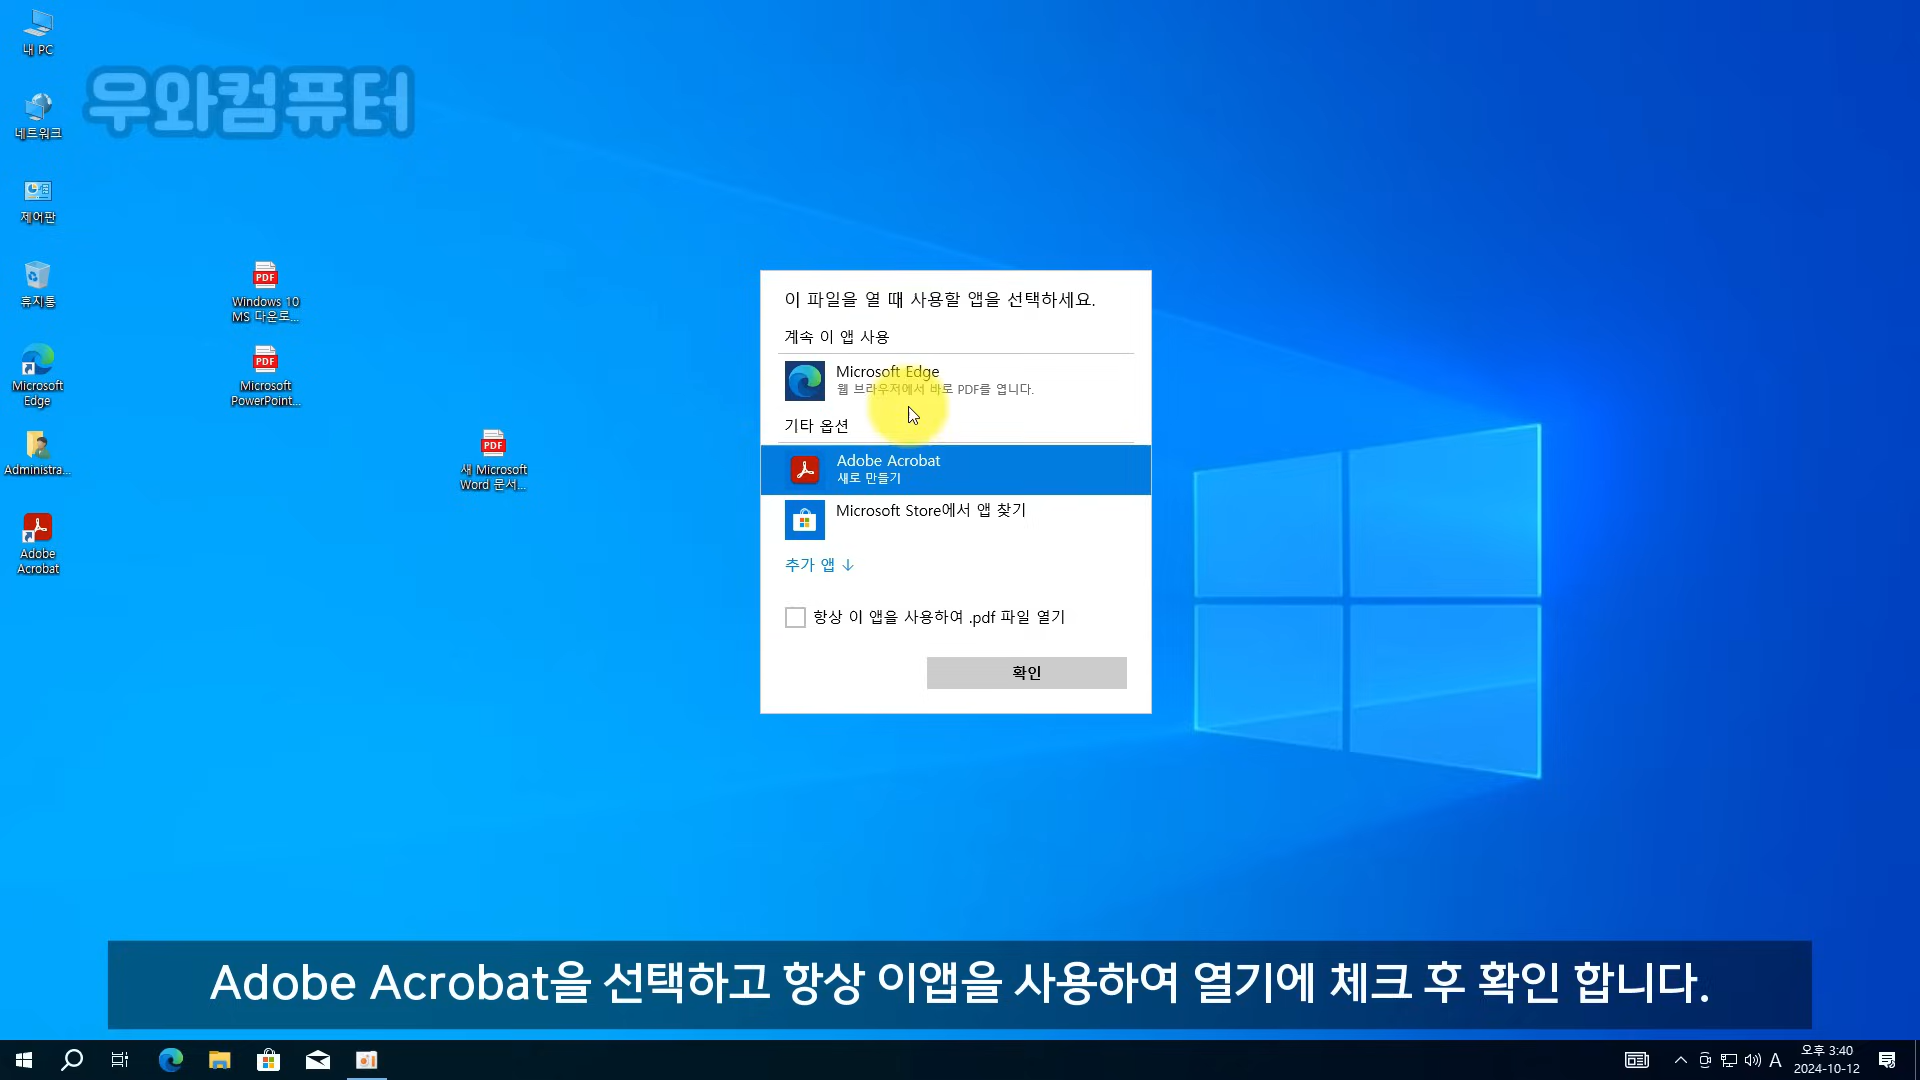 내 PC
우와컴퓨터
네트워크
제어판
휴지통
Microsoft
Edge
Administra...
Adobe
Acrobat
PDF
Windows 10
MS 다운로...
PDF
Microsoft
PowerPoint...
PDF
새 Microsoft
Word 문서...
이 파일을 열 때 사용할 앱을 선택하세요.
계속 이 앱 사용
Microsoft Edge
웹 브라우저에서 바로 PDF를 엽니다.
기타 옵션
Adobe Acrobat
새로 만들기
Microsoft Store에서 앱 찾기
추가 앱 ↓
항상 이 앱을 사용하여 .pdf 파일 열기
확인
Adobe Acrobat을 선택하고 항상 이앱을 사용하여 열기에 체크 후 확인 합니다.
A
오후 3:40
2024-10-12